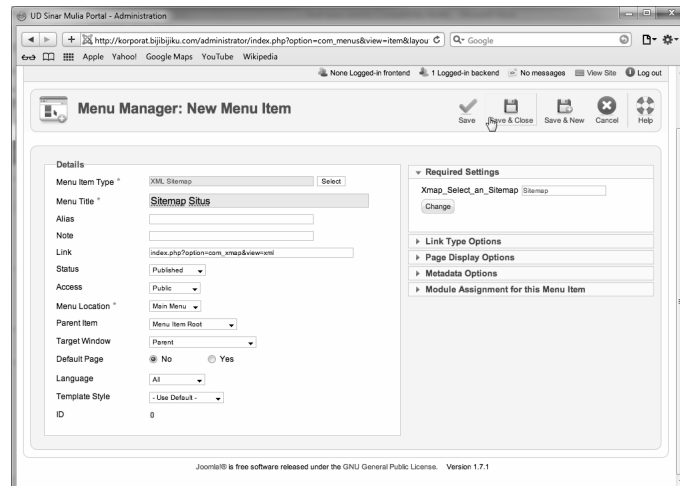 UD Sinar Mulia Portal - Administration
http://korporat.bijibijiku.com/administrator/index.php?option=com_menus&view=item&layou
Google
Apple Yahoo! Google Maps YouTube Wikipedia
None Logged-in frontend 1 Logged-in backend No messages View Site Log out
Menu Manager: New Menu Item
Save Save & Close Save & New Cancel Help
Details
Menu Item Type * XML Sitemap Select
Menu Title * Sitemap Situs
Alias
Note
Link index.php?option=com_xmap&view=xml
Status Published
Access Public
Menu Location * Main Menu
Parent Item Menu Item Root
Target Window Parent
Default Page No Yes
Language All
Template Style - Use Default -
ID 0
Required Settings
Xmap_Select_an_Sitemap Sitemap
Change
Link Type Options
Page Display Options
Metadata Options
Module Assignment for this Menu Item
Joomla!® is free software released under the GNU General Public License. Version 1.7.1